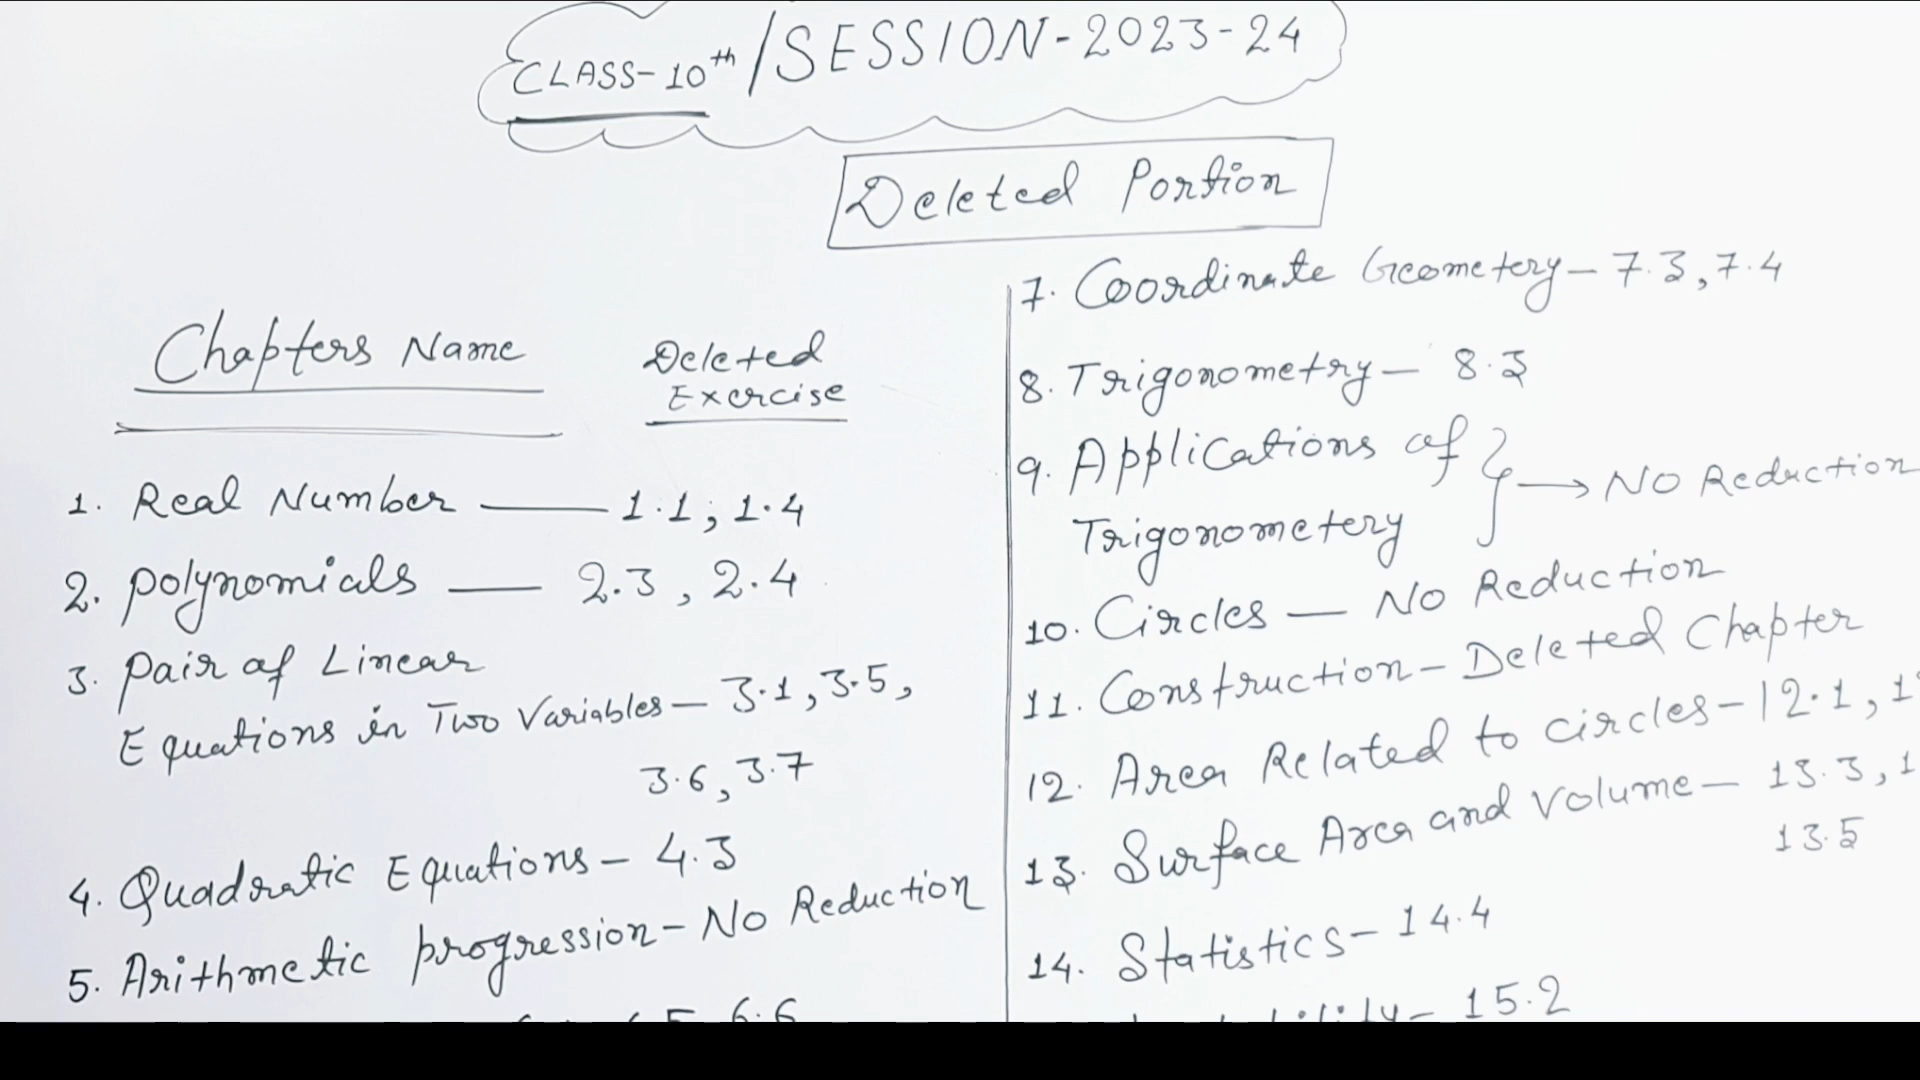 CLASS-10th/SESSION-2023-24
Deleted Portion
Chapters Name
Deleted
Exercise
1. Real Number — 1.1, 1.4
2. Polynomials — 2.3, 2.4
3. Pair of Linear
Equations in Two Variables — 3.1, 3.5,
3.6, 3.7
4. Quadratic Equations — 4.3
5. Arithmetic progression — No Reduction
6.6
7. Coordinate Geometery — 7.3, 7.4
8. Trigonometry — 8.3
9. Applications of } → No Reduction
Trigonometery
10. Circles — No Reduction
11. Construction — Deleted Chapter
12. Area Related to circles — 12.1,
13. Surface Area and Volume — 13.3,
13.5
14. Statistics — 14.4
15.2